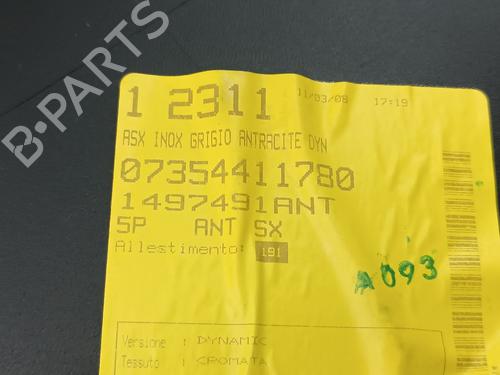 1 2311 11/03/08 17:19
ASX INOX GRIGIO ANTRACITE DYN
07354411780
1497491ANT
5P ANT SX
Allestimento: 191
A093
Versione : DYNAMIC
Tessuto : CROMATA
B-PARTS